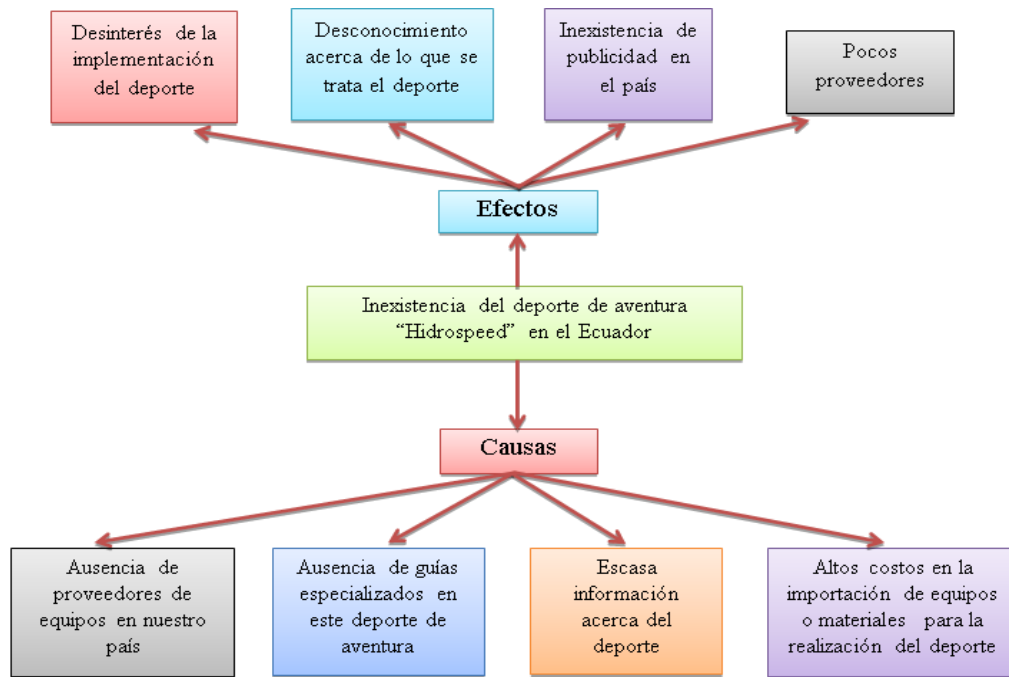 Desinterés de la
implementación
del deporte
Desconocimiento
acerca de lo que se
trata el deporte
Inexistencia de
publicidad en
el país
Pocos
proveedores
Efectos
Inexistencia del deporte de aventura
“Hidrospeed” en el Ecuador
Causas
Ausencia de
proveedores de
equipos en nuestro
país
Ausencia de guías
especializados en
este deporte de
aventura
Escasa
información
acerca del
deporte
Altos costos en la
importación de equipos
o materiales para la
realización del deporte